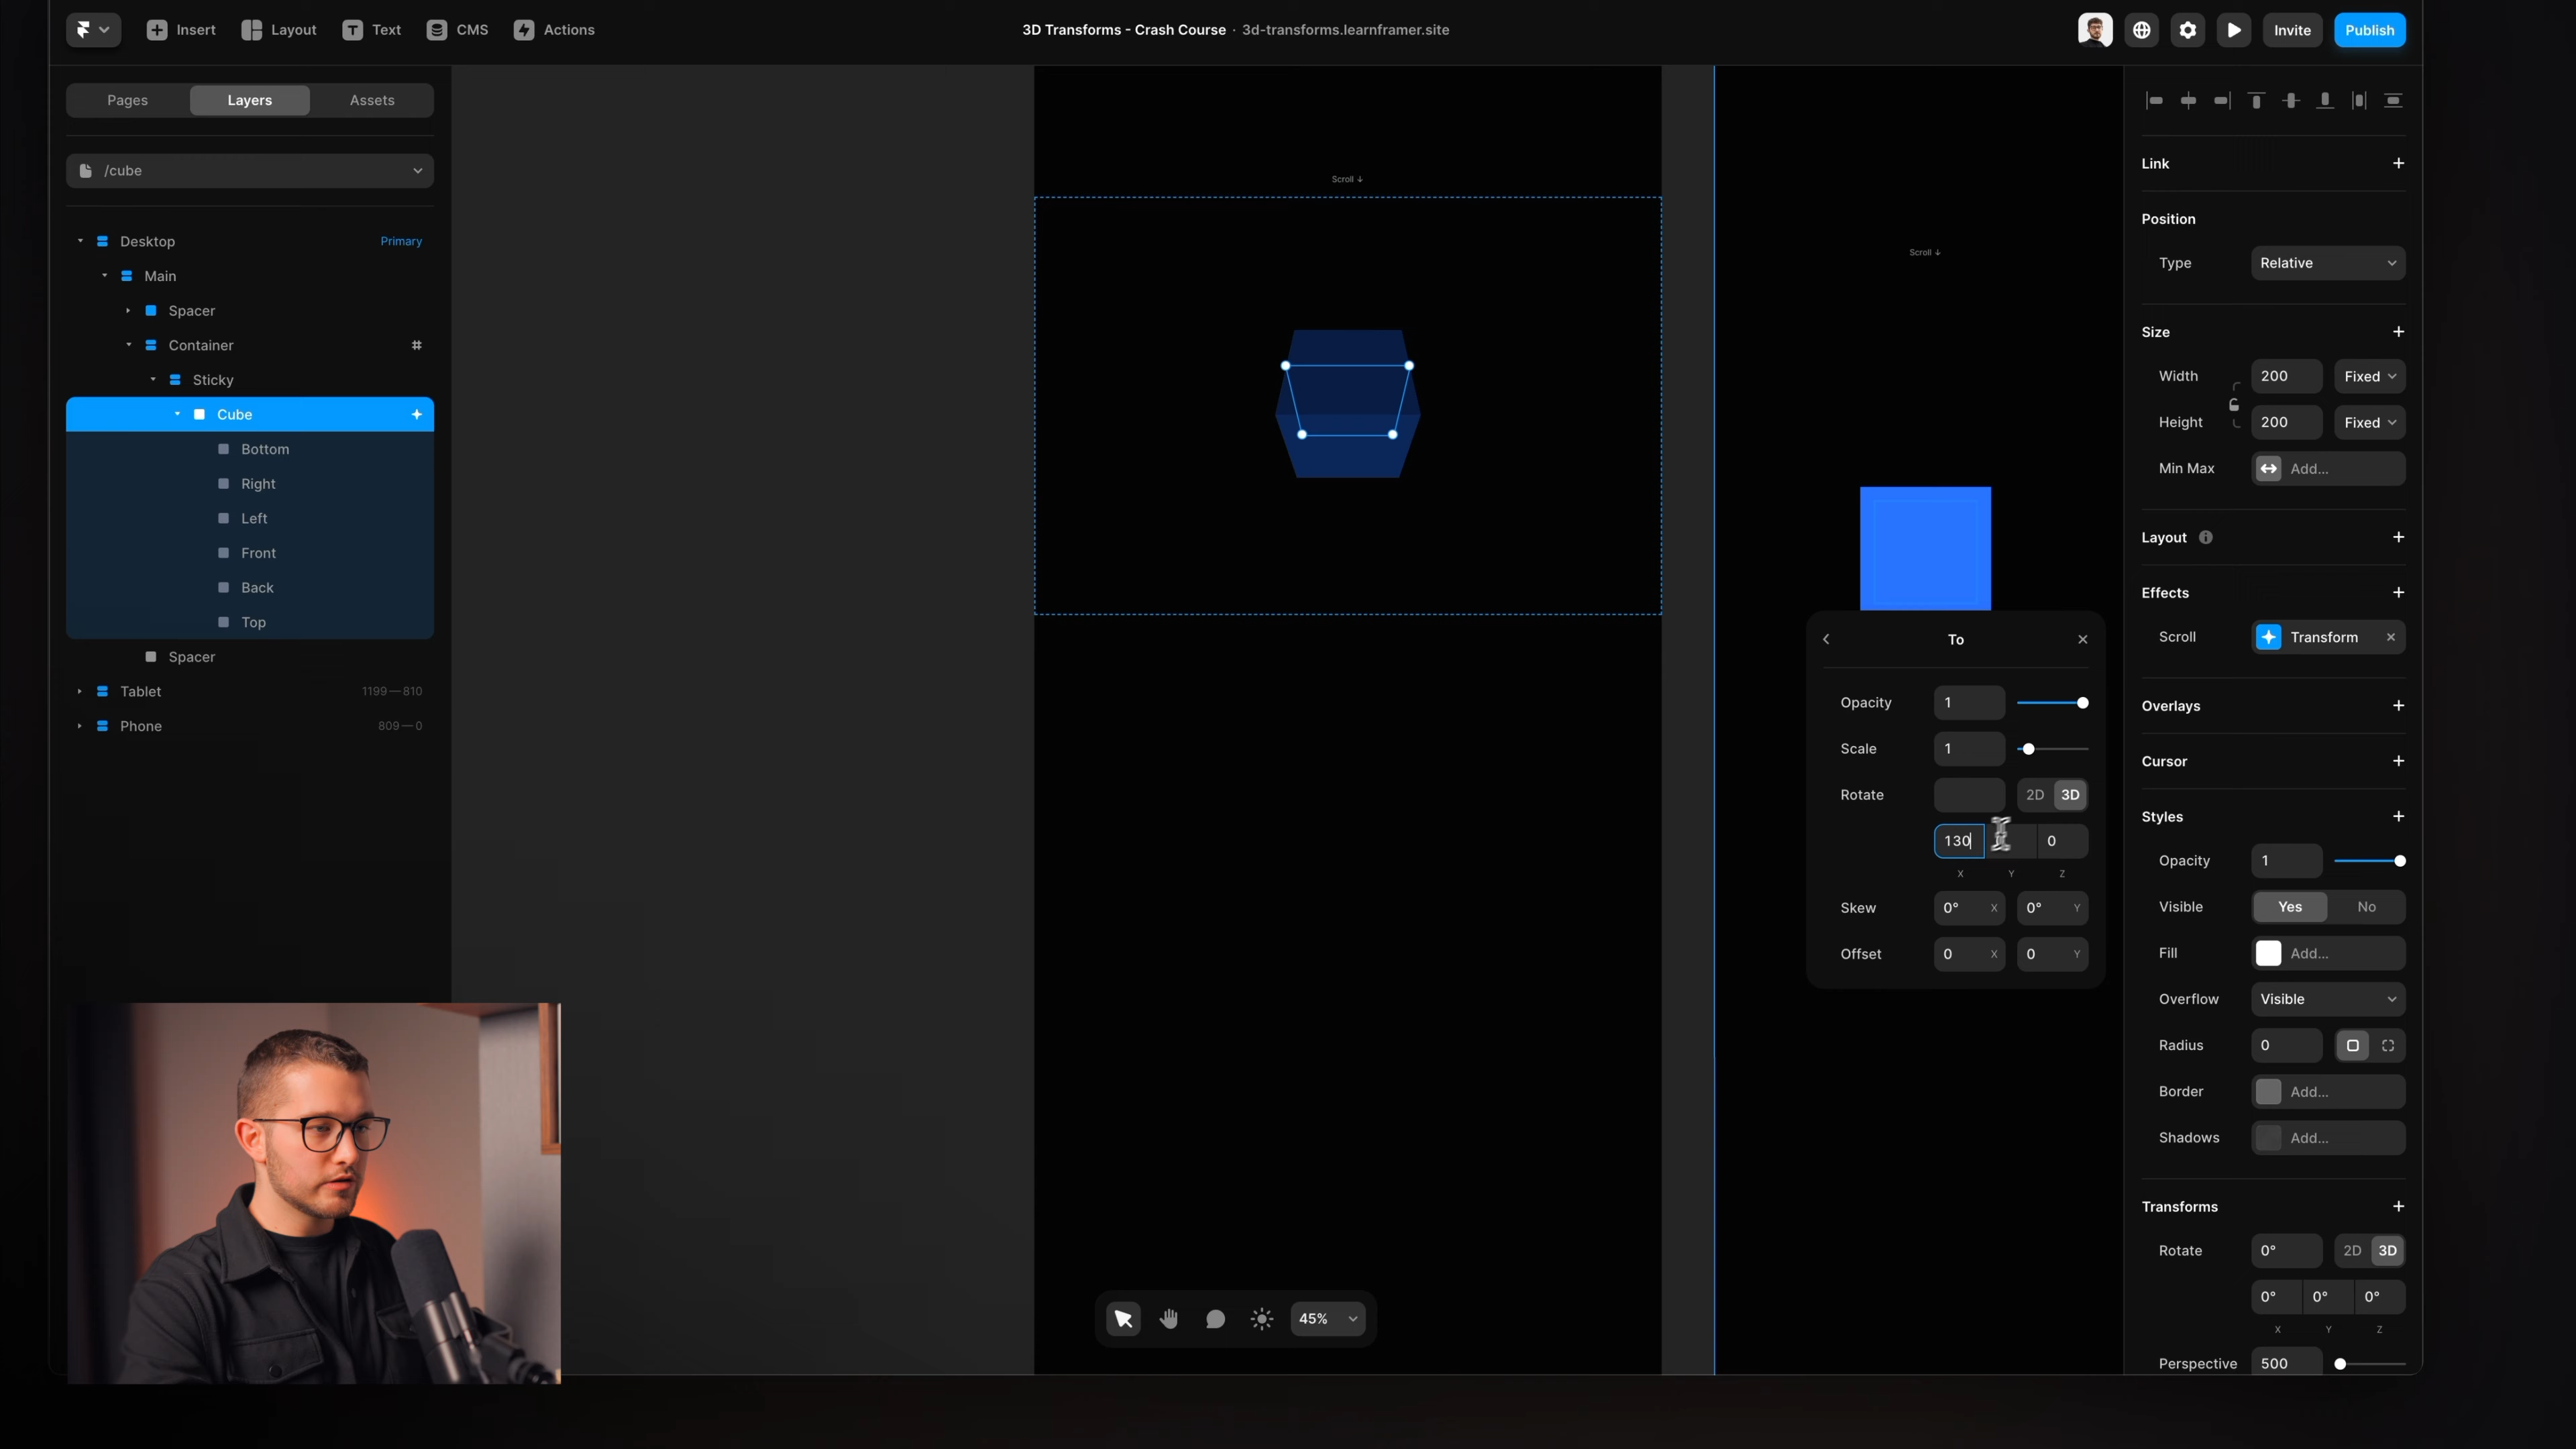 Insert
Layout
Text
CMS
Actions
3D Transforms - Crash Course · 3d-transforms.learnframer.site
Invite
Publish
Pages
Layers
Assets
/cube
Desktop
Primary
Main
Spacer
Container
Sticky
Cube
Bottom
Right
Left
Front
Back
Top
Spacer
Tablet
1199—810
Phone
809—0
Scroll ↓
Scroll ↓
To
Opacity
1
Scale
1
Rotate
2D
3D
130
0
X
Y
Z
Skew
0° X
0° Y
Offset
0 X
0 Y
45%
Link
Position
Type
Relative
Size
Width
200
Fixed
Height
200
Fixed
Min Max
Add...
Layout
Effects
Scroll
Transform
Overlays
Cursor
Styles
Opacity
1
Visible
Yes
No
Fill
Add...
Overflow
Visible
Radius
0
Border
Add...
Shadows
Add...
Transforms
Rotate
0°
2D
3D
0°
0°
0°
X
Y
Z
Perspective
500